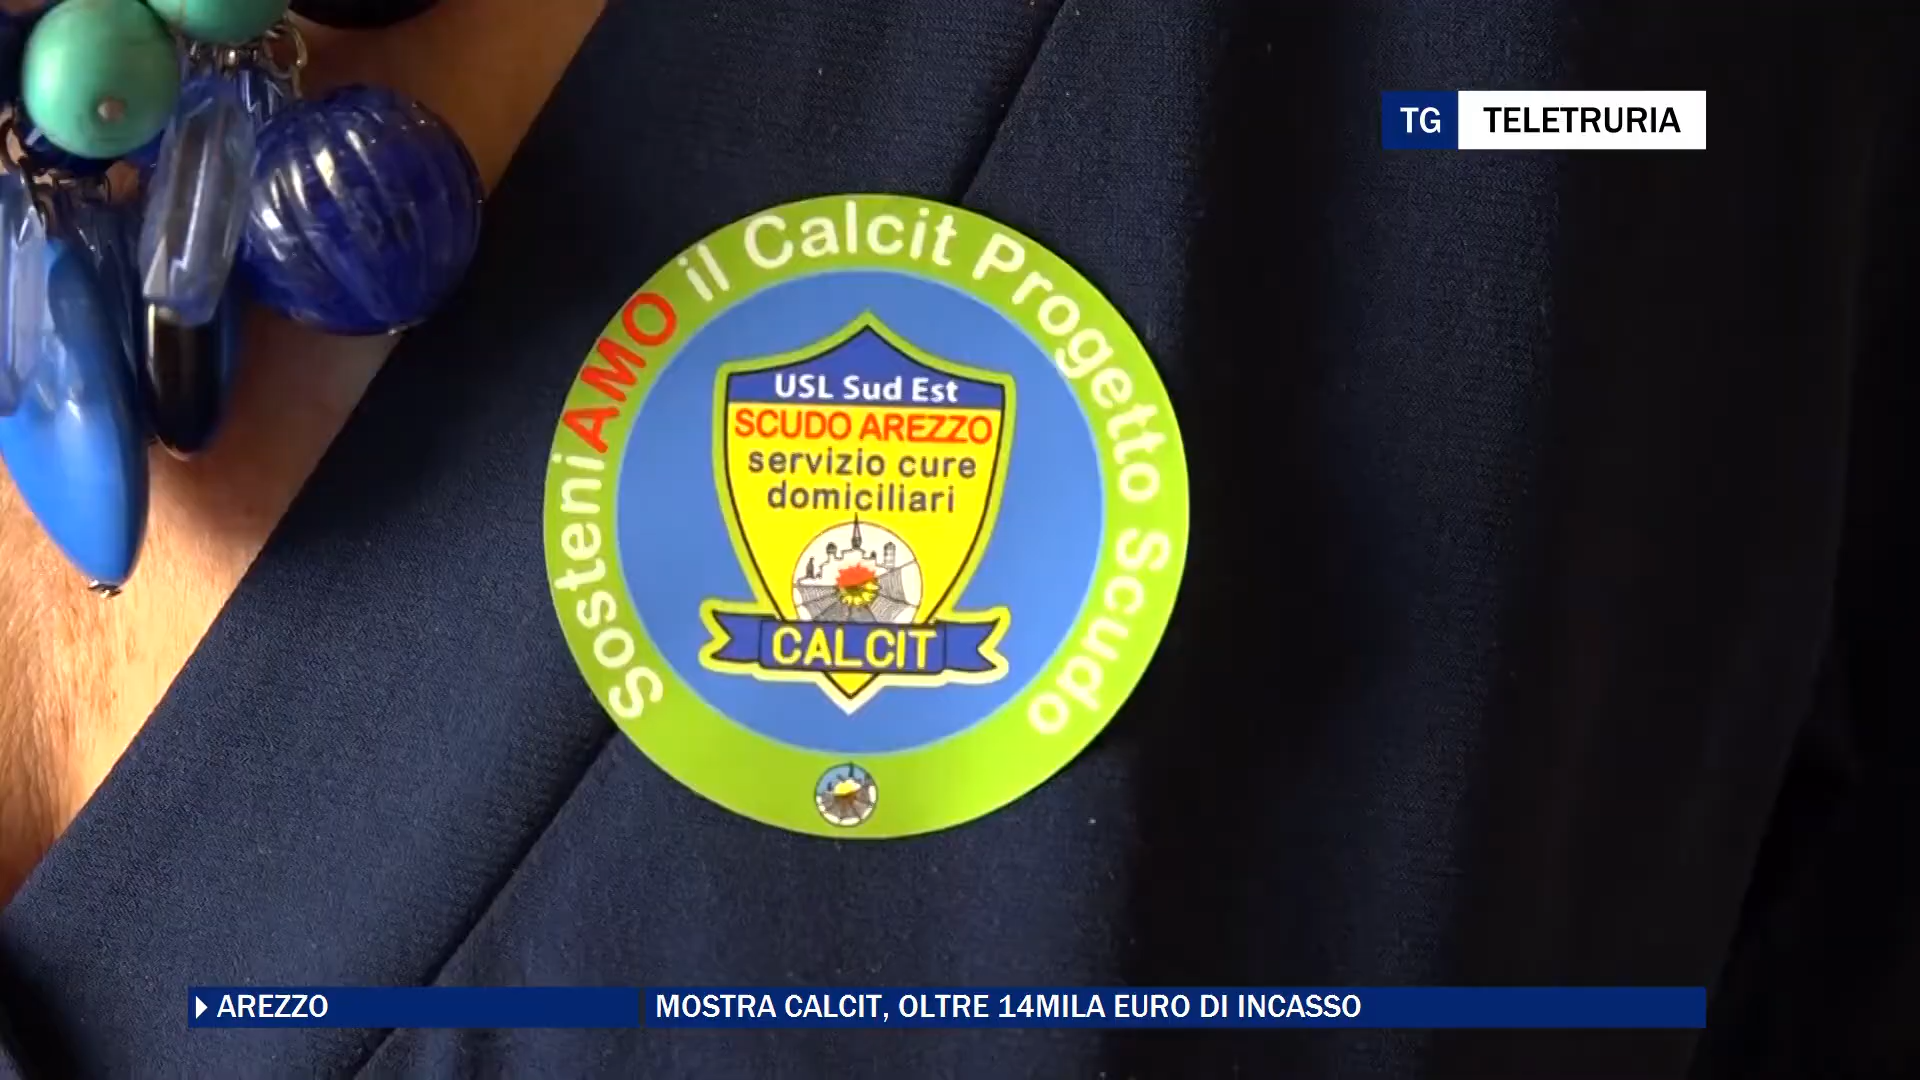 TG TELETRURIA
SosteniAMO il Calcit Progetto Scudo
USL Sud Est
SCUDO AREZZO
servizio cure
domiciliari
CALCIT
AREZZO
MOSTRA CALCIT, OLTRE 14MILA EURO DI INCASSO